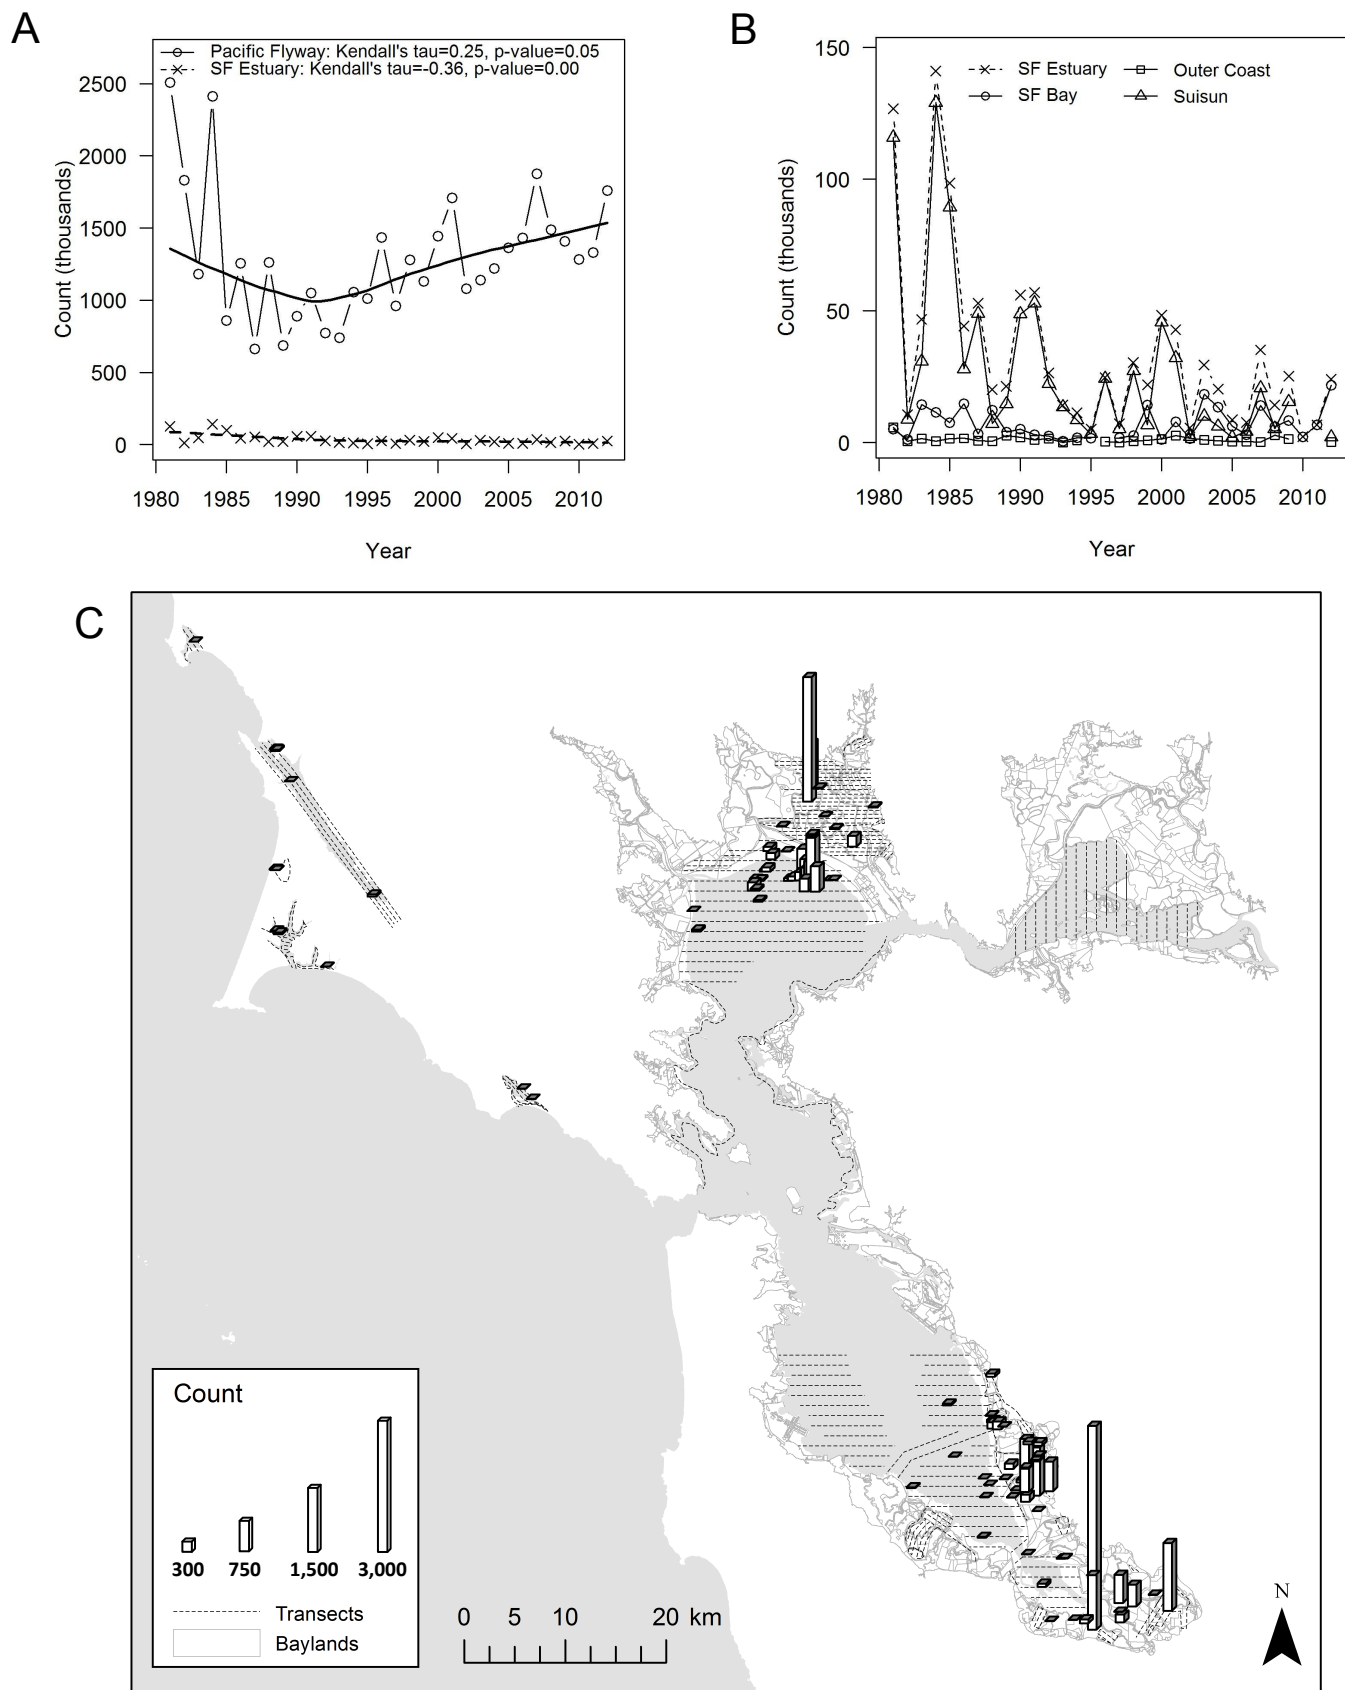 A
Pacific Flyway: Kendall's tau=0.25, p-value=0.05
SF Estuary: Kendall's tau=-0.36, p-value=0.00
Count (thousands)
2500
2000
1500
1000
500
0
1980 1985 1990 1995 2000 2005 2010
Year
B
SF Estuary Outer Coast
SF Bay Suisun
Count (thousands)
150
100
50
0
1980 1985 1990 1995 2000 2005 2010
Year
C
Count
300 750 1,500 3,000
Transects
Baylands
0 5 10 20 km
N